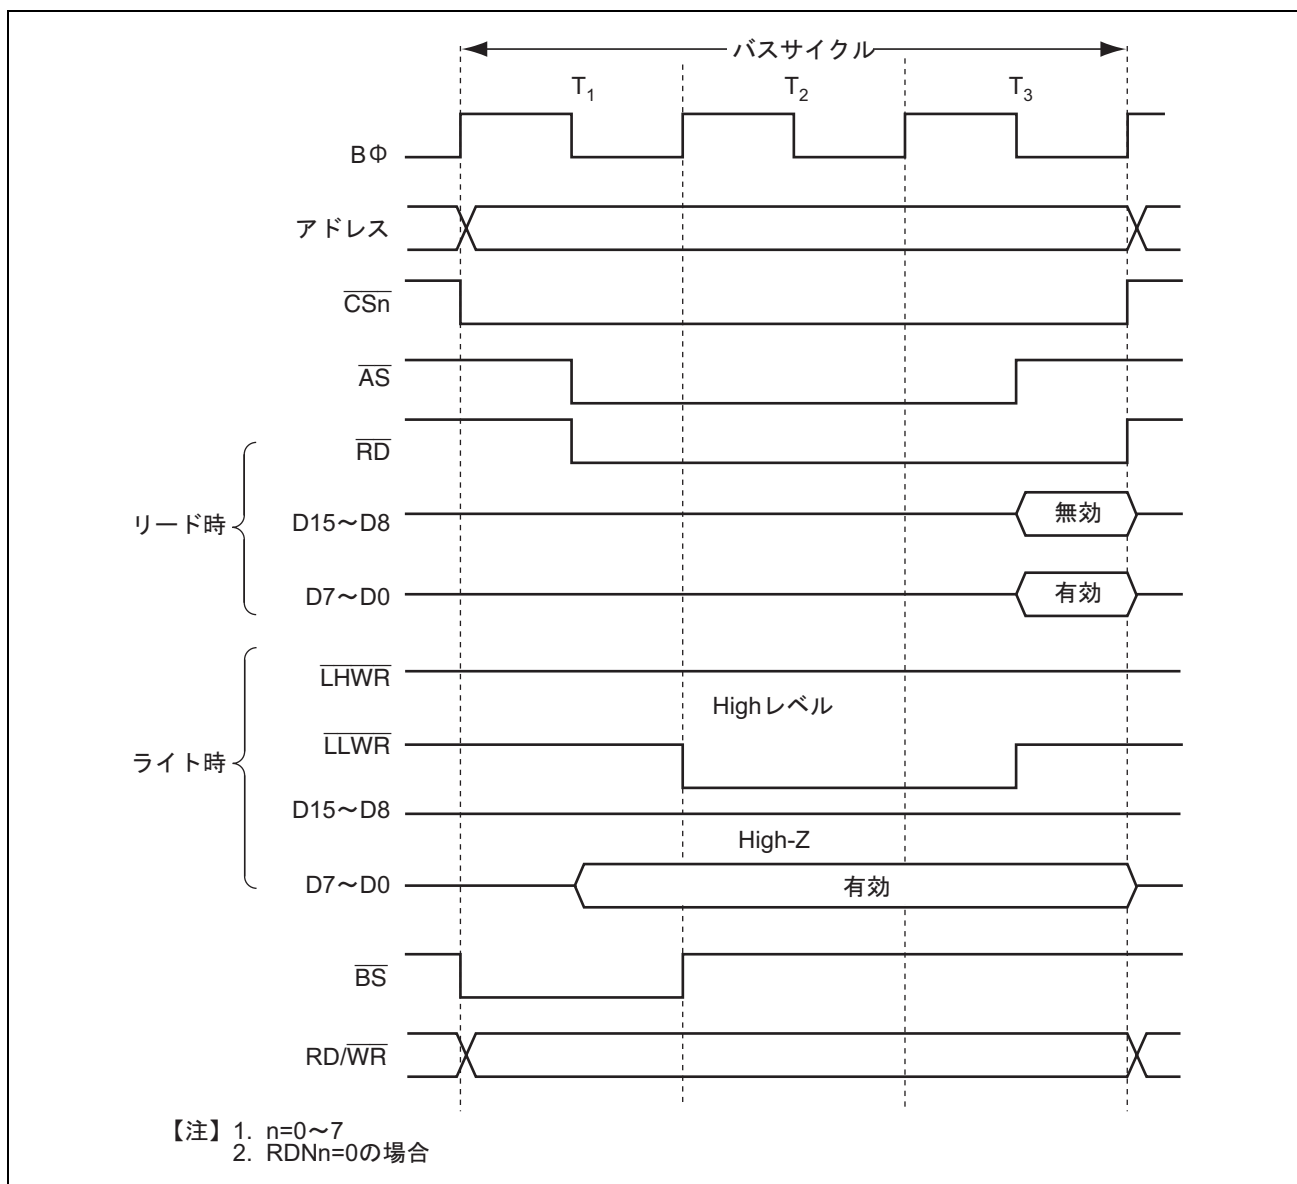 バスサイクル
T1 T2 T3
BΦ
アドレス
CSn
AS
RD
リード時
D15～D8 無効
D7～D0 有効
LHWR
Highレベル
LLWR
ライト時
D15～D8
High-Z
D7～D0 有効
BS
RD/WR
【注】1. n=0～7
2. RDNn=0の場合